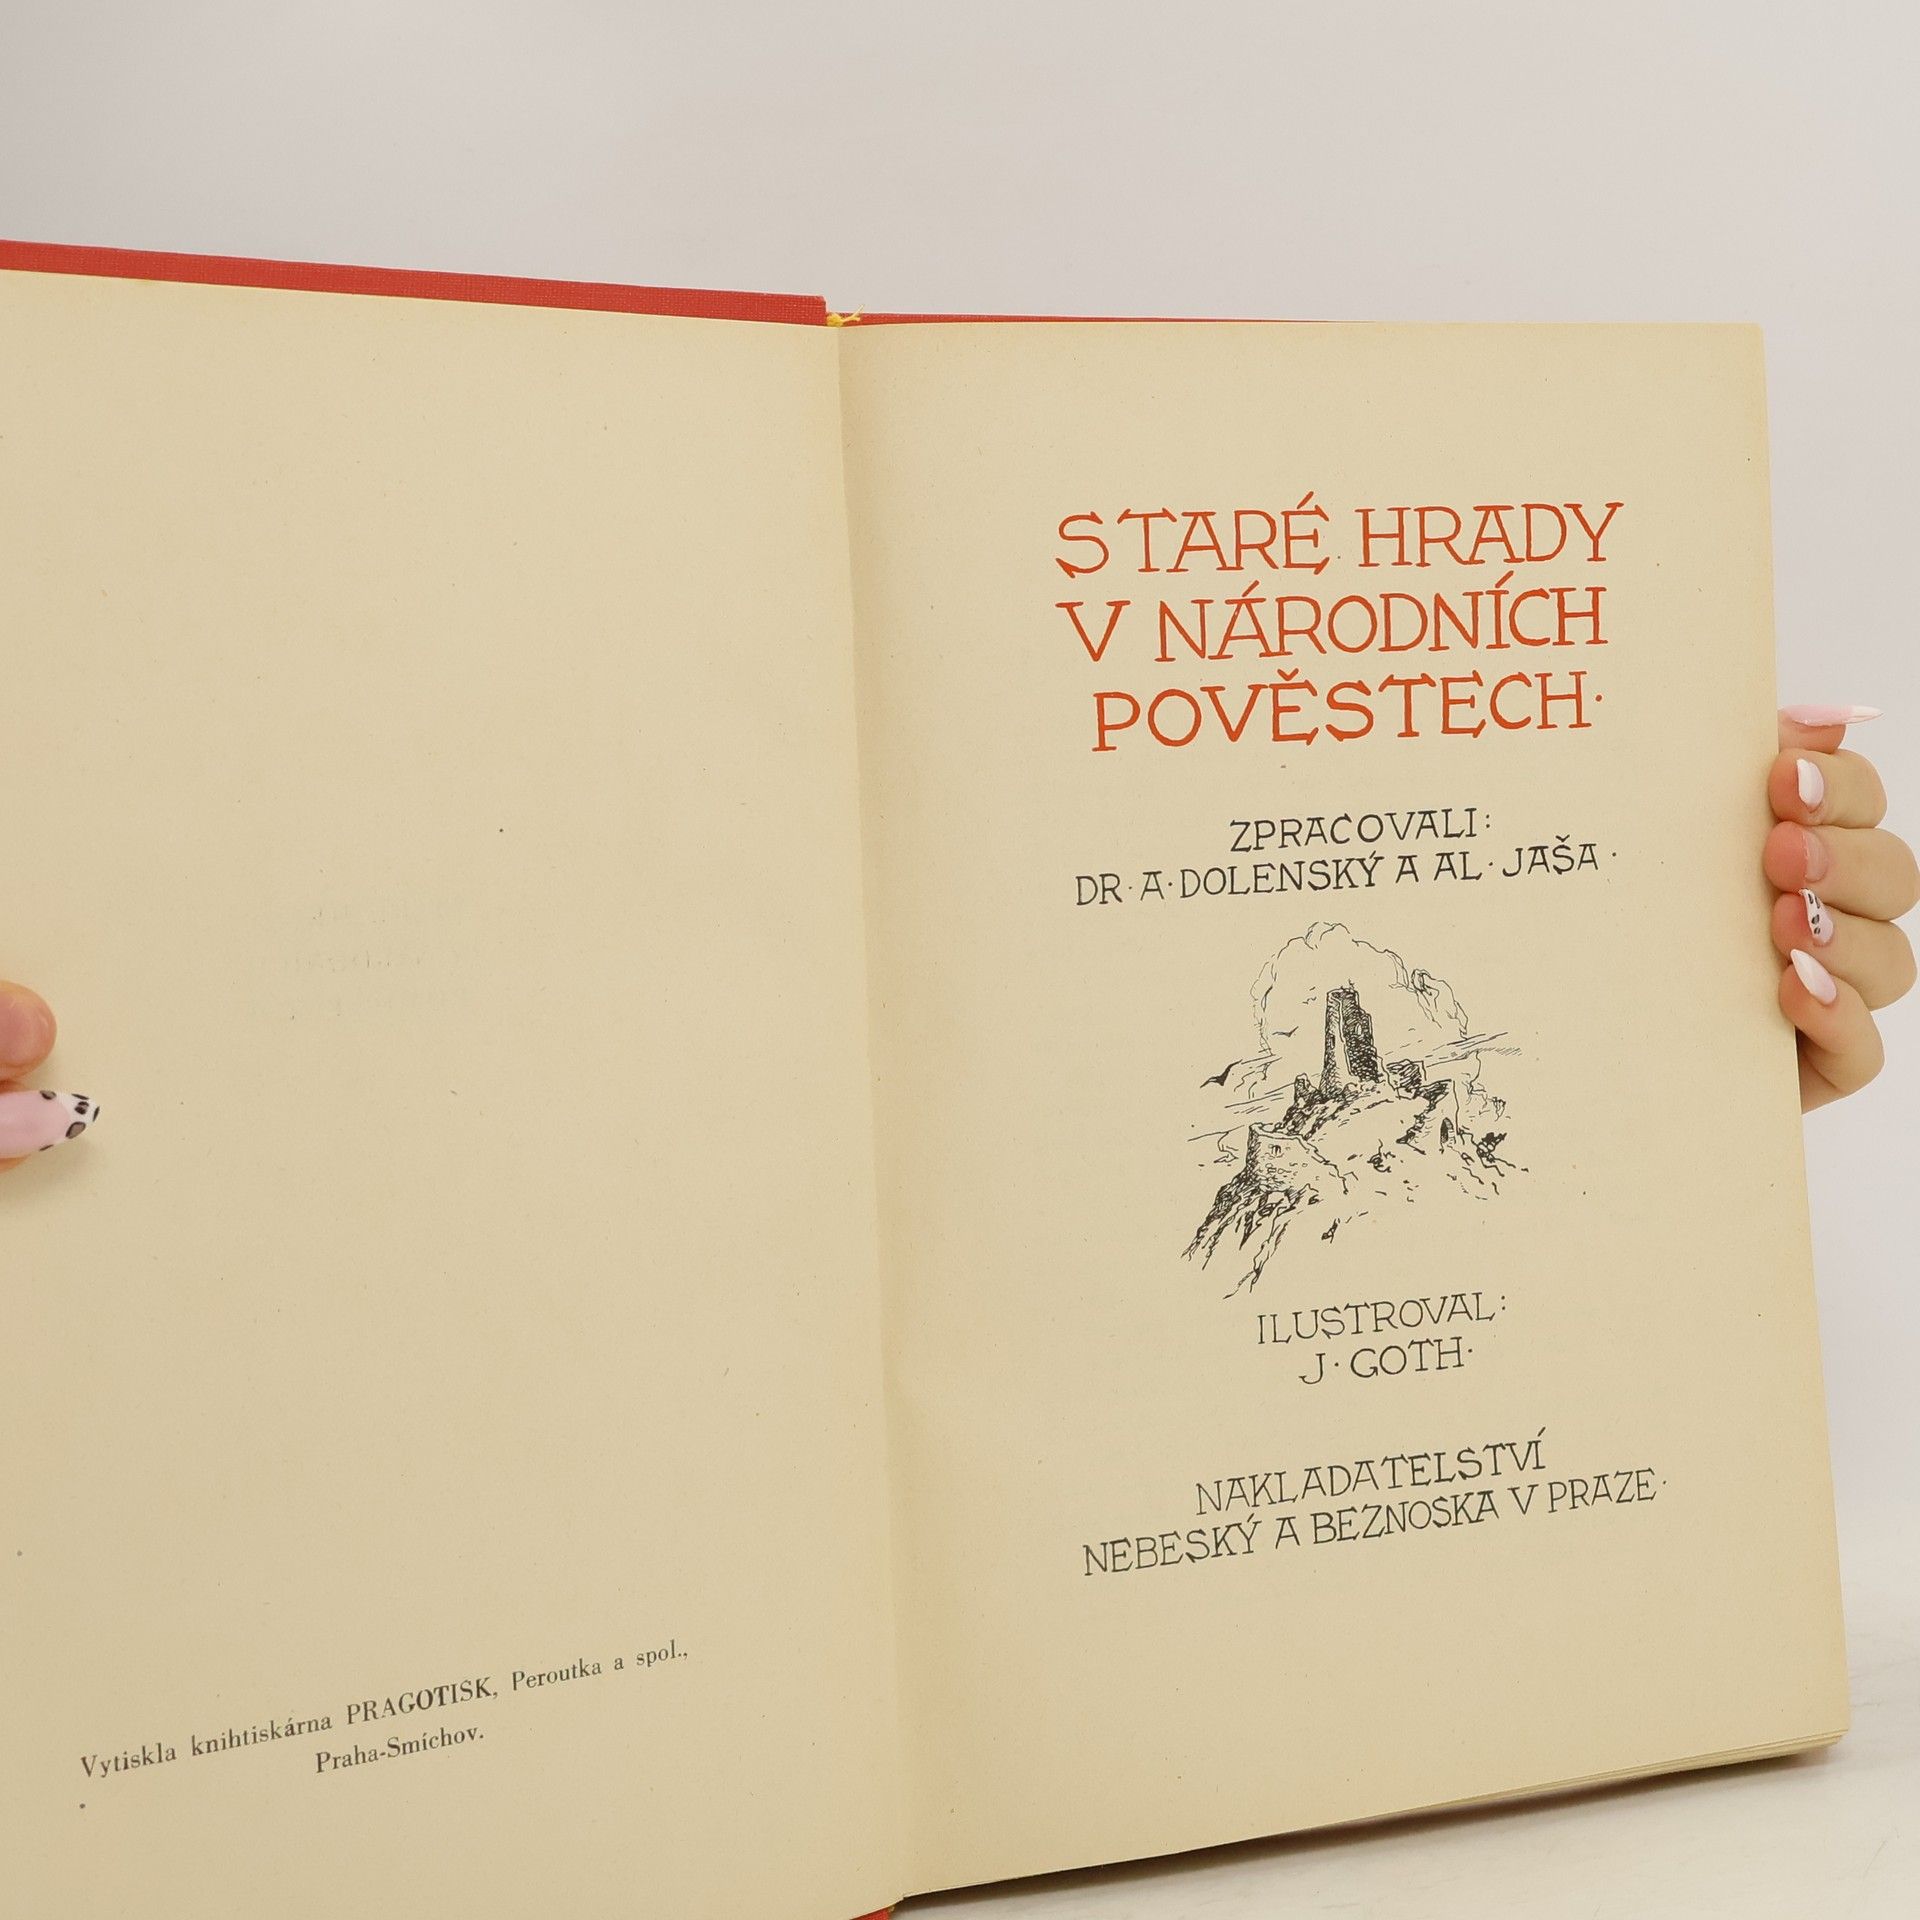 Vytiskla knihtiskárna PRAGOTISK, Peroutka a spol.,
Praha-Smíchov.
STARÉ HRADY
V NÁRODNÍCH
POVĚSTECH·
ZPRACOVALI:
DR·A·DOLENSKÝ A AL·JAŠA·
ILUSTROVAL:
J·GOTH·
NAKLADATELSTVÍ
NEBESKÝ A BEZNOSKA V PRAZE·